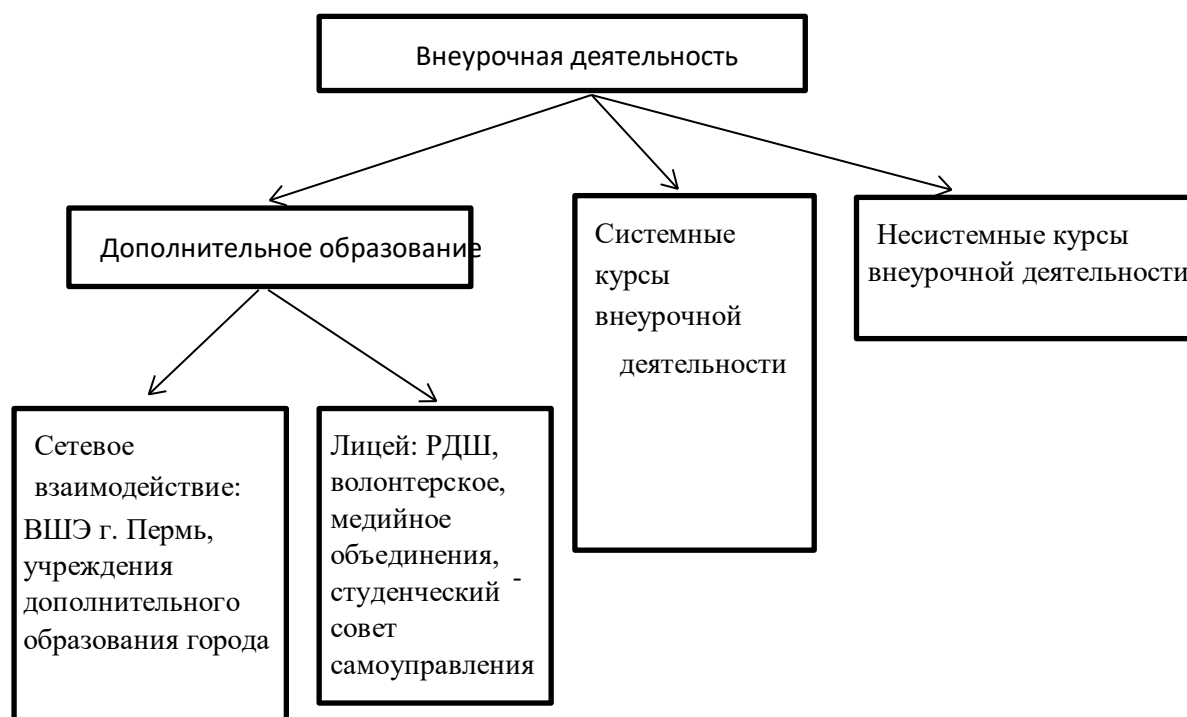 Внеурочная деятельность
Дополнительное образование
Системные
курсы
внеурочной
деятельности
Несистемные курсы
внеурочной деятельности
Сетевое
взаимодействие:
ВШЭ г. Пермь,
учреждения
дополнительного
образования города
Лицей: РДШ,
волонтерское,
медийное
объединения,
студенческий -
совет
самоуправления